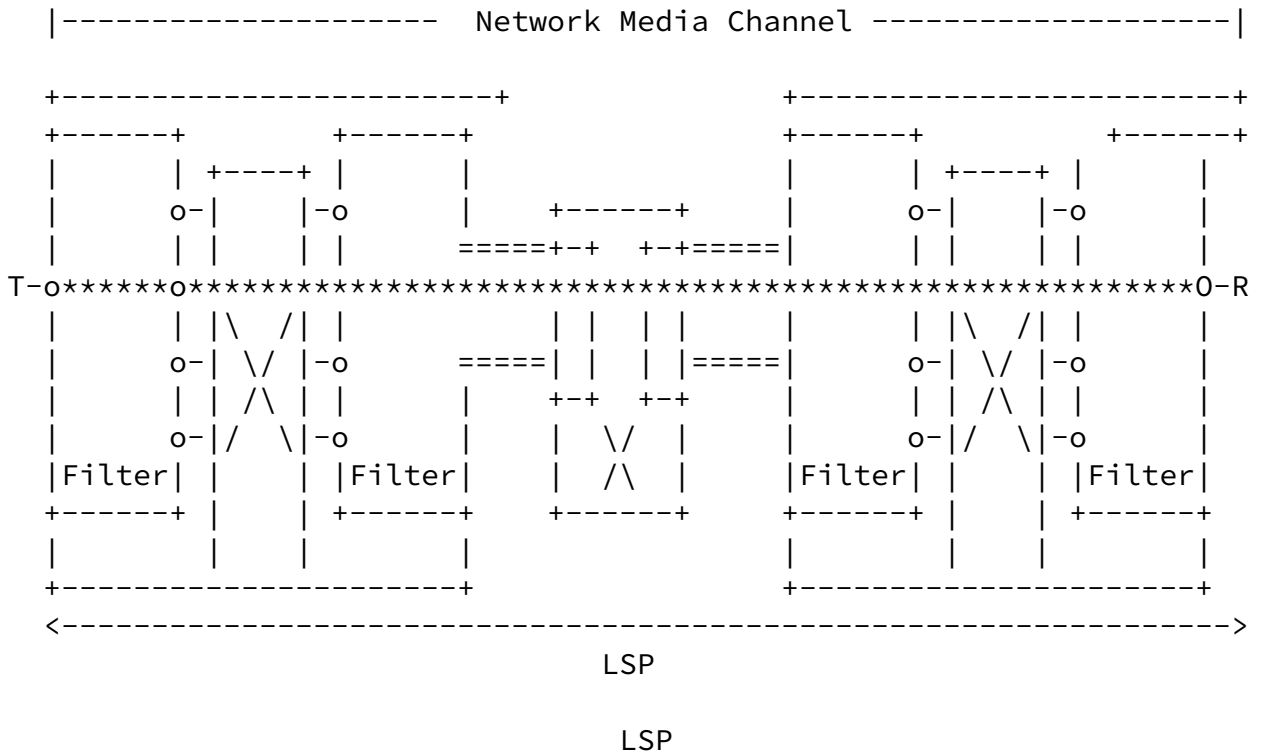 |--------------------- Network Media Channel --------------------|
T-o******o*********************************************************O-R
|Filter| |Filter| |Filter| |Filter|
LSP
LSP